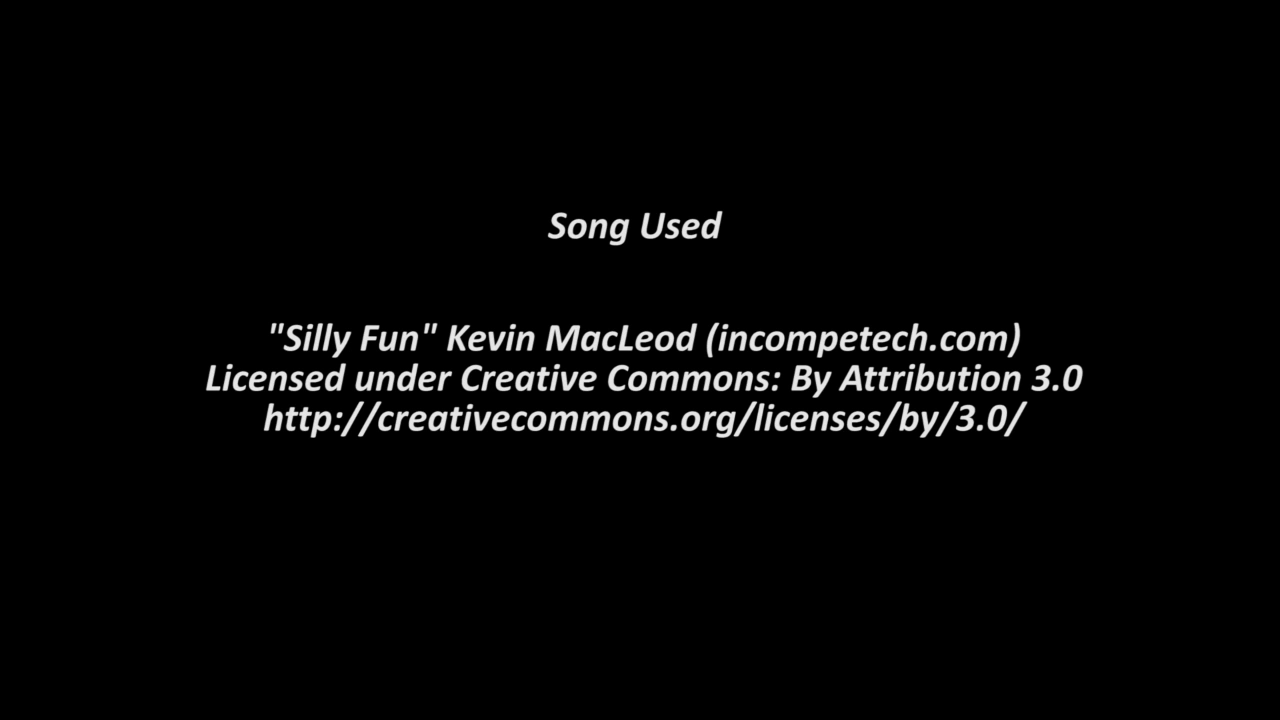 Song Used
"Silly Fun" Kevin MacLeod (incompetech.com)
Licensed under Creative Commons: By Attribution 3.0
http://creativecommons.org/licenses/by/3.0/